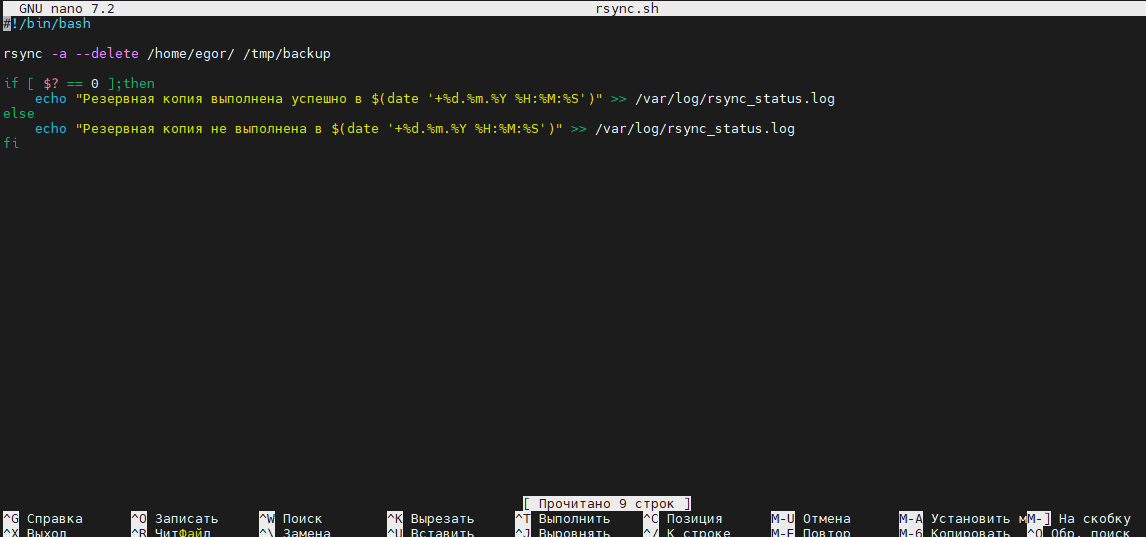 GNU nano 7.2 rsync.sh
#!/bin/bash
rsync -a --delete /home/egor/ /tmp/backup
if [ $? == 0 ];then
echo "Резервная копия выполнена успешно в $(date '+%d.%m.%Y %H:%M:%S')" >> /var/log/rsync_status.log
else
echo "Резервная копия не выполнена в $(date '+%d.%m.%Y %H:%M:%S')" >> /var/log/rsync_status.log
fi
[ Прочитано 9 строк ]
^G Справка ^O Записать ^W Поиск ^K Вырезать ^T Выполнить ^C Позиция M-U Отмена M-A Установить мM-] На скобку
^X Выход ^R ЧитФайл ^\ Замена ^U Вставить ^J Выровнять ^/ К строке M-E Повтор M-6 Копировать ^Q Обр. поиск